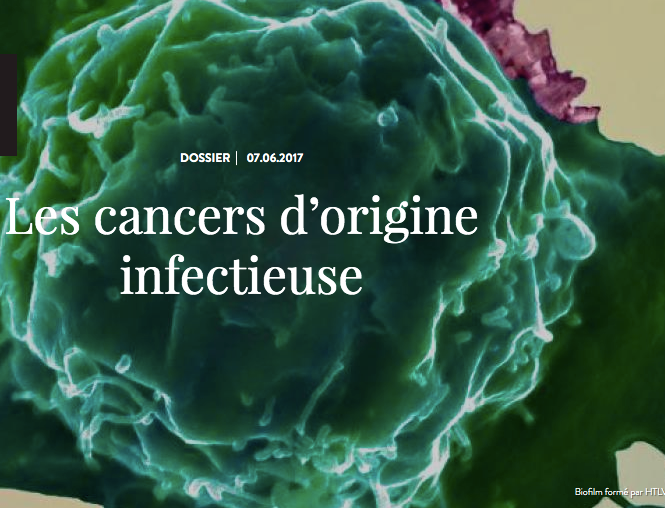 DOSSIER | 07.06.2017
Les cancers d’origine
infectieuse
Biofilm formé par HTLV